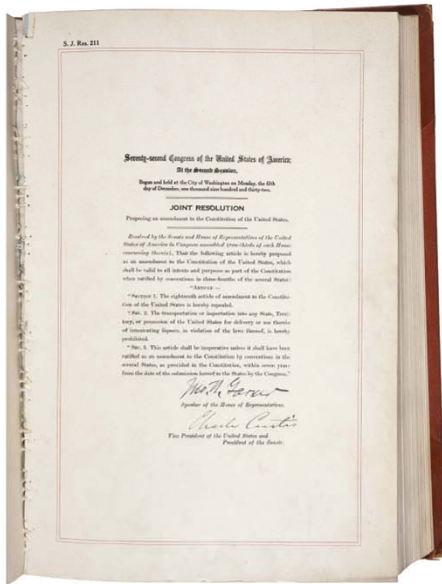 S. J. Res. 211
Seventy-second Congress of the United States of America;
At the Second Session,
Begun and held at the City of Washington on Monday, the fifth
day of December, one thousand nine hundred and thirty-two.
JOINT RESOLUTION
Proposing an amendment to the Constitution of the United States.
Resolved by the Senate and House of Representatives of the United
States of America in Congress assembled (two-thirds of each House
concurring therein), That the following article is hereby proposed
as an amendment to the Constitution of the United States, which
shall be valid to all intents and purposes as part of the Constitution
when ratified by conventions in three-fourths of the several States:
"ARTICLE —
"SECTION 1. The eighteenth article of amendment to the Constitu-
tion of the United States is hereby repealed.
"SEC. 2. The transportation or importation into any State, Terri-
tory, or possession of the United States for delivery or use therein
of intoxicating liquors, in violation of the laws thereof, is hereby
prohibited.
"SEC. 3. This article shall be inoperative unless it shall have been
ratified as an amendment to the Constitution by conventions in the
several States, as provided in the Constitution, within seven years
from the date of the submission hereof to the States by the Congress."
Jno. N. Garner
Speaker of the House of Representatives.
Charles Curtis
Vice President of the United States and
President of the Senate.